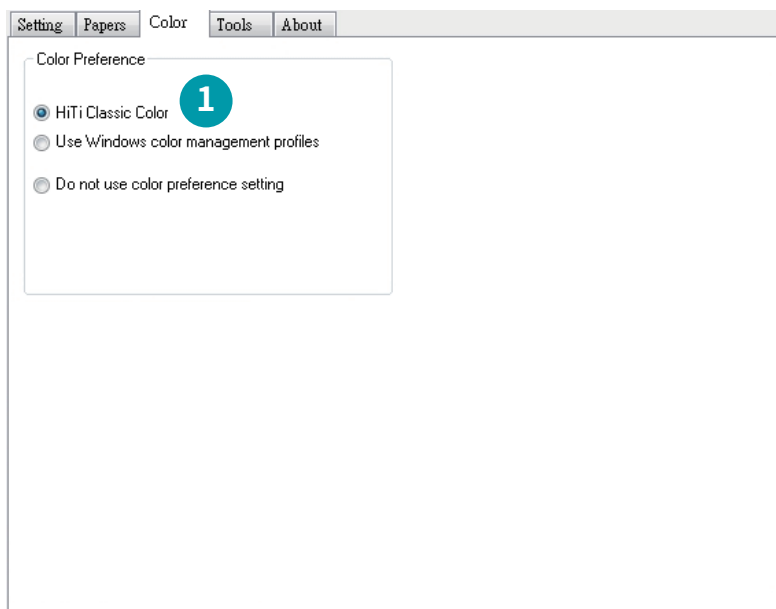 Setting Papers Color Tools About
Color Preference
HiTi Classic Color 1
Use Windows color management profiles
Do not use color preference setting